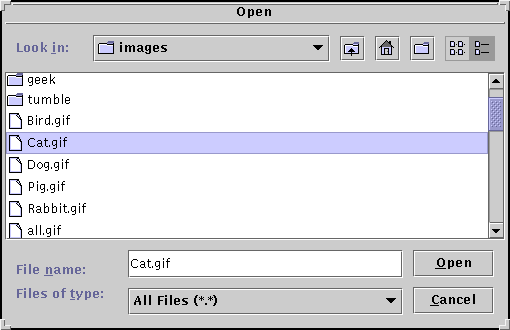 Open
Look in: images
geek
tumble
Bird.gif
Cat.gif
Dog.gif
Pig.gif
Rabbit.gif
all.gif
File name: Cat.gif Open
Files of type: All Files (*.*) Cancel